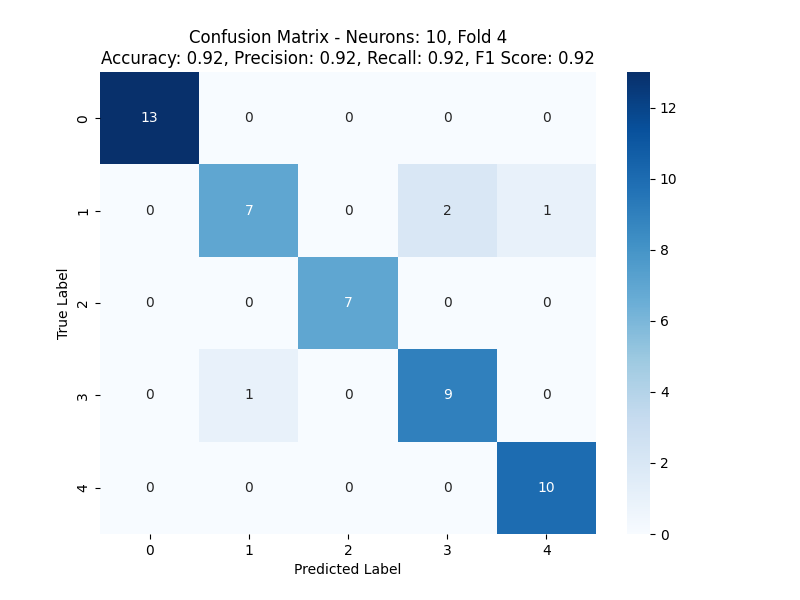 Confusion Matrix - Neurons: 10, Fold 4
Accuracy: 0.92, Precision: 0.92, Recall: 0.92, F1 Score: 0.92
True Label
0 13 0 0 0 0
1 0 7 0 2 1
2 0 0 7 0 0
3 0 1 0 9 0
4 0 0 0 0 10
0 1 2 3 4
Predicted Label
12
10
8
6
4
2
0